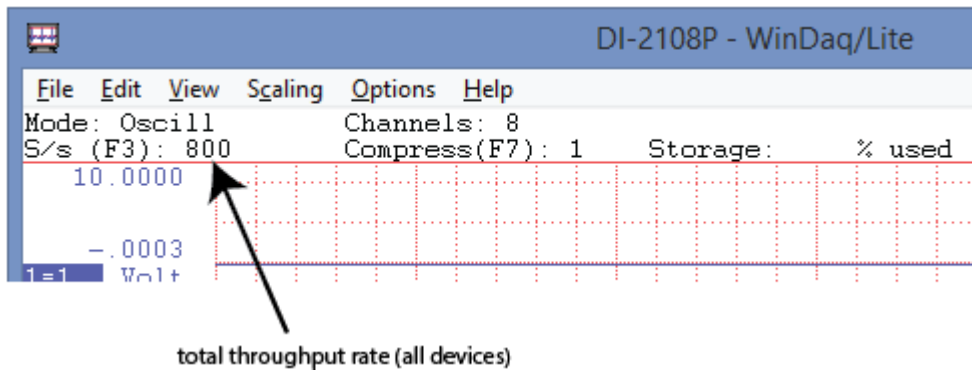 DI-2108P - WinDaq/Lite
File Edit View Scaling Options Help
Mode: Oscill Channels: 8
S/s (F3): 800 Compress(F7): 1 Storage: % used
10.0000
-.0003
1=1 Volt
total throughput rate (all devices)